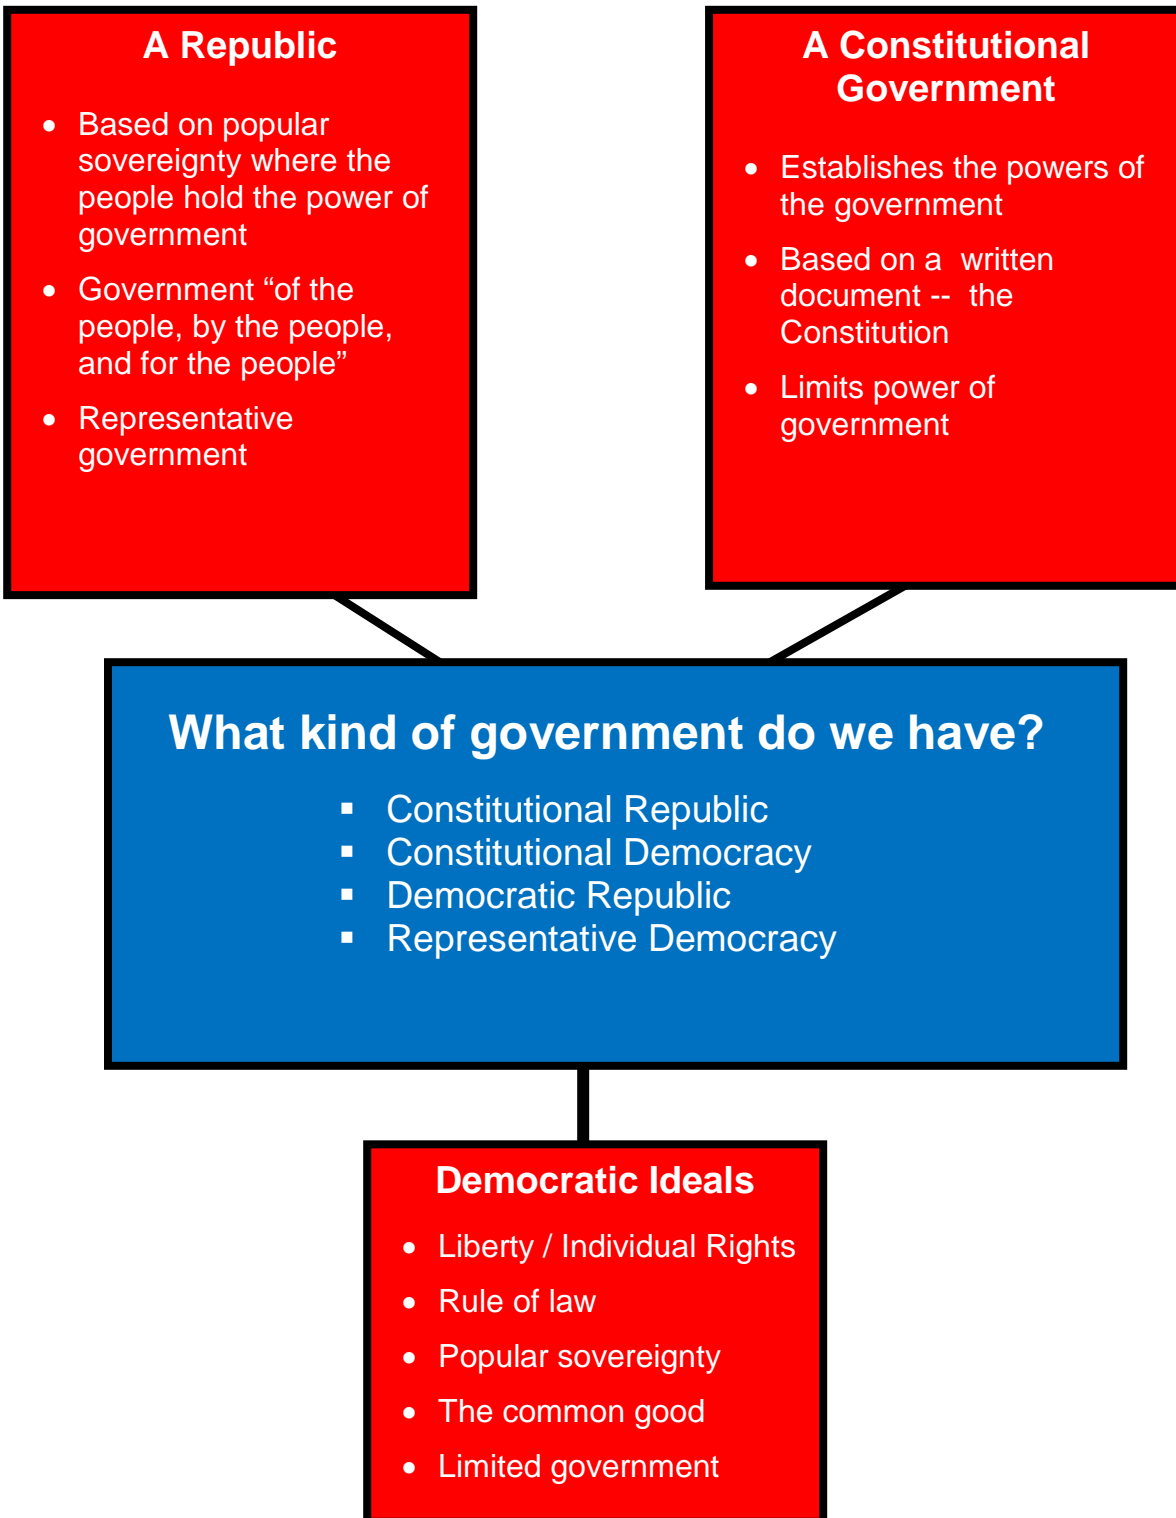 A Republic
• Based on popular
sovereignty where the
people hold the power of
government
• Government “of the
people, by the people,
and for the people”
• Representative
government
A Constitutional
Government
• Establishes the powers of
the government
• Based on a  written
document --  the
Constitution
• Limits power of
government
What kind of government do we have?
▪ Constitutional Republic
▪ Constitutional Democracy
▪ Democratic Republic
▪ Representative Democracy
Democratic Ideals
• Liberty / Individual Rights
• Rule of law
• Popular sovereignty
• The common good
• Limited government